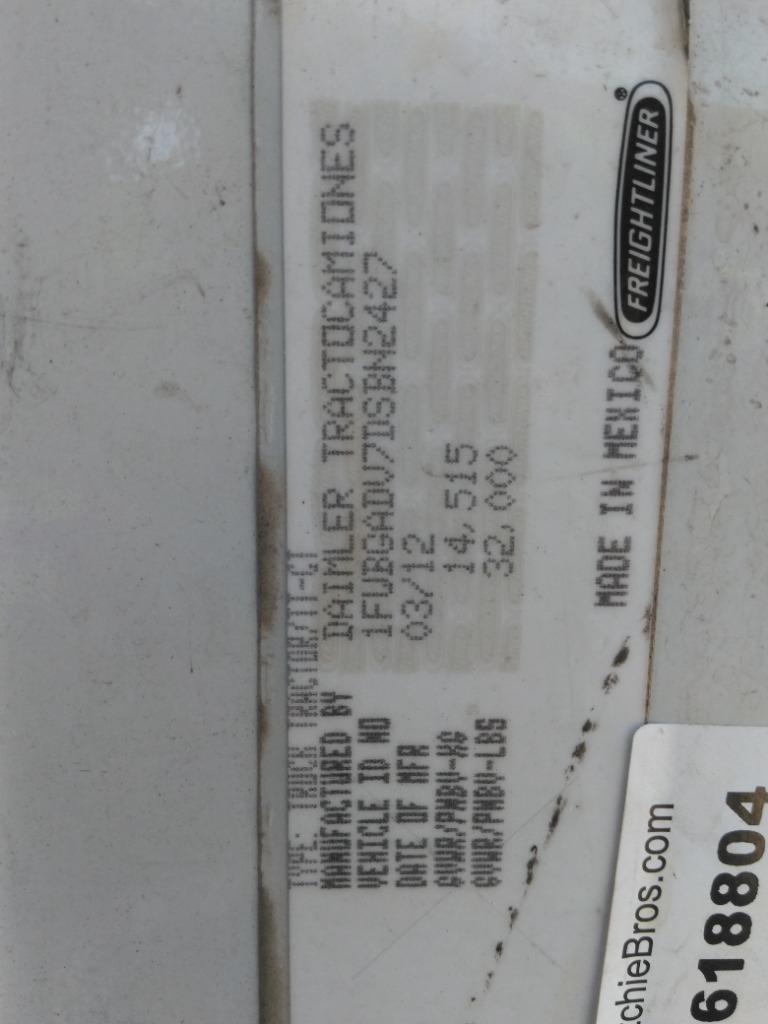 TYPE: TRUCK TRACTOR/TT-CT
MANUFACTURED BY DAIMLER TRACTOCAMIONES
VEHICLE ID NO 1FUBGADV7DSBN2427
DATE OF MFR 03/12
GVWR/PNBV-KG 14,515
GVWR/PNBV-LBS 32,000
MADE IN MEXICO
FREIGHTLINER®
chieBros.com
618804